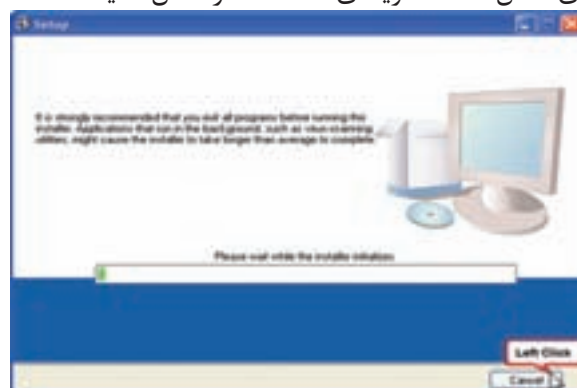 Setup
It is strongly recommended that you exit all programs before running this
installer. Applications that run in the background, such as virus-scanning
utilities, might cause the installer to take longer than average to complete.
Please wait while the installer initializes
Left Click
Cancel